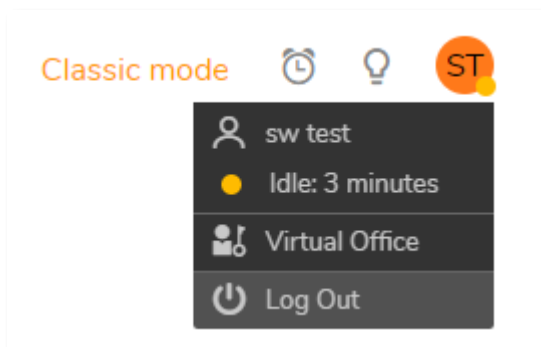 Classic mode
ST
sw test
Idle: 3 minutes
Virtual Office
Log Out